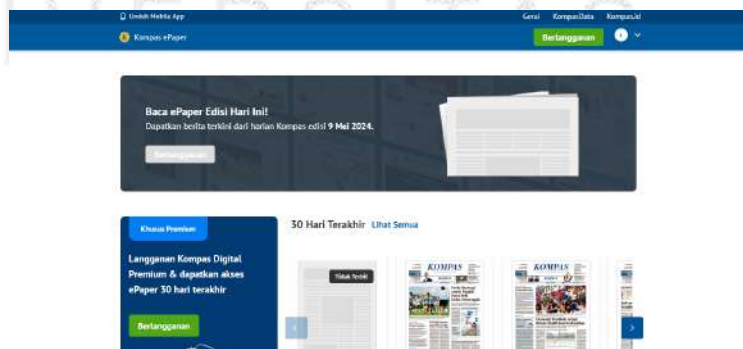 Unduh Mobile App
Gerai KompasData Kompas.id
Kompas ePaper
Berlangganan
Baca ePaper Edisi Hari Ini!
Dapatkan berita terkini dari harian Kompas edisi 9 Mei 2024.
Berlangganan
Khusus Premium
30 Hari Terakhir Lihat Semua
Langganan Kompas Digital
Premium & dapatkan akses
ePaper 30 hari terakhir
Berlangganan
Tidak Terbit
KOMPAS
KOMPAS